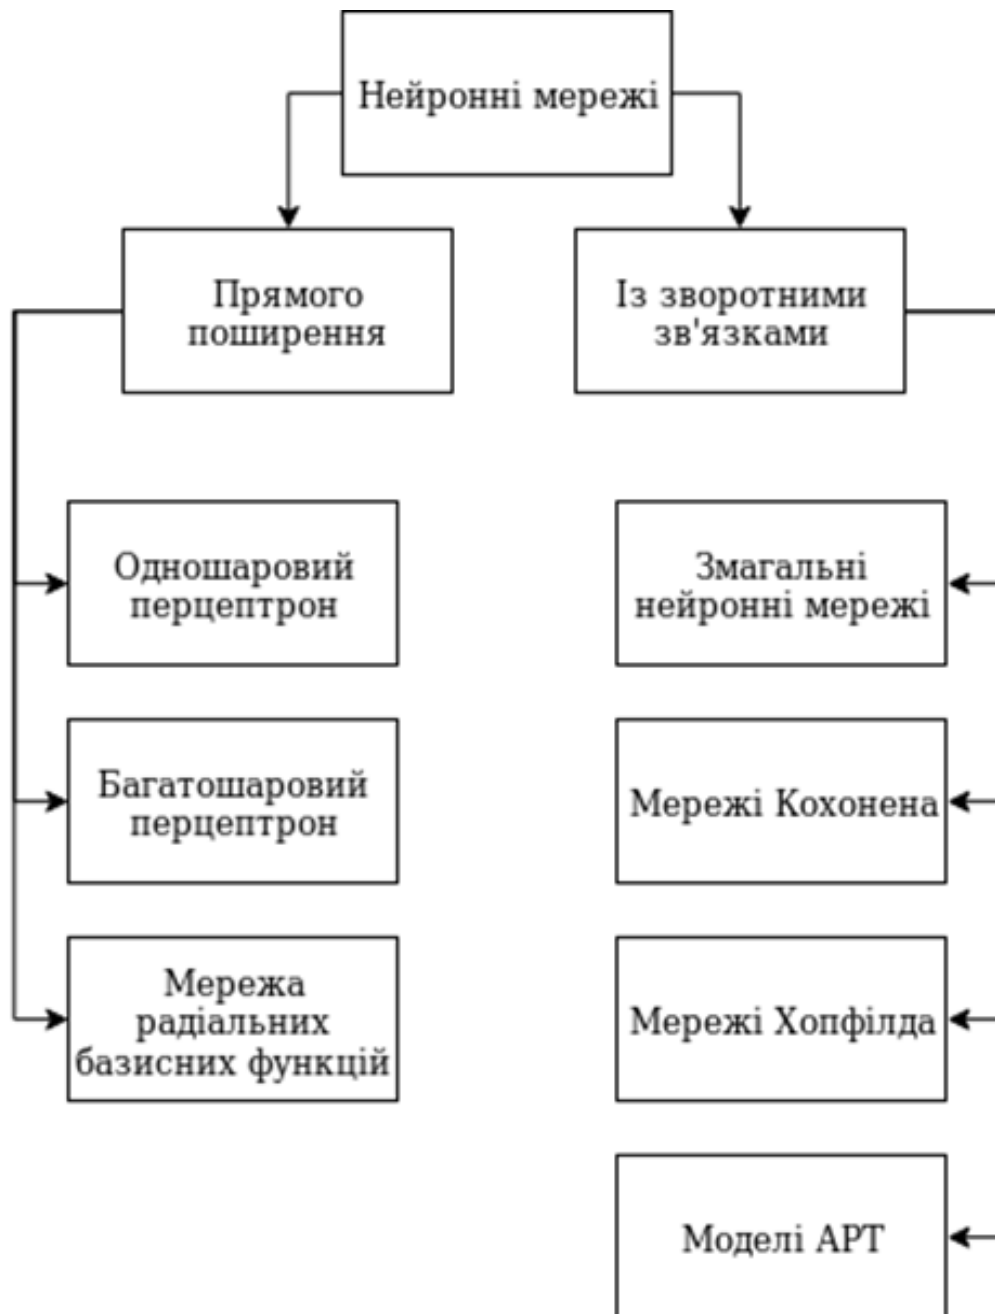 Нейронні мережі
Прямого
поширення
Із зворотними
зв'язками
Одношаровий
перцептрон
Змагальні
нейронні мережі
Багатошаровий
перцептрон
Мережі Кохонена
Мережа
радіальних
базисних функцій
Мережі Хопфілда
Моделі АРТ